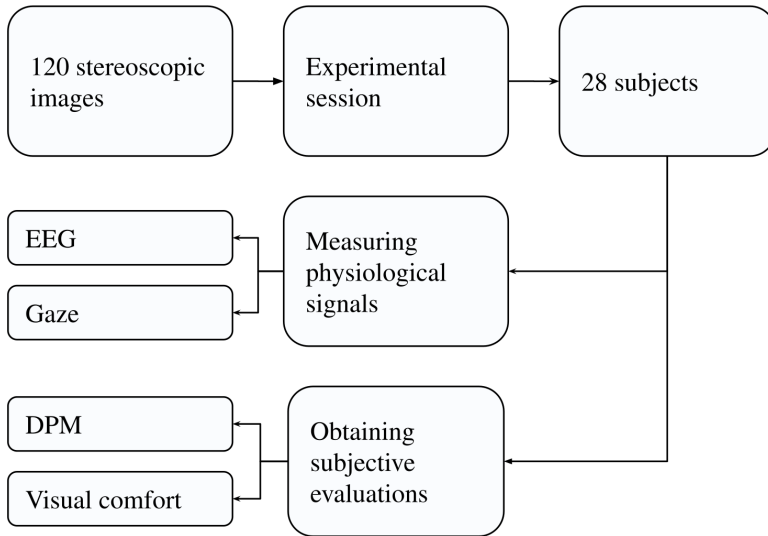 120 stereoscopic
images
Experimental
session
28 subjects
EEG
Gaze
Measuring
physiological
signals
DPM
Visual comfort
Obtaining
subjective
evaluations